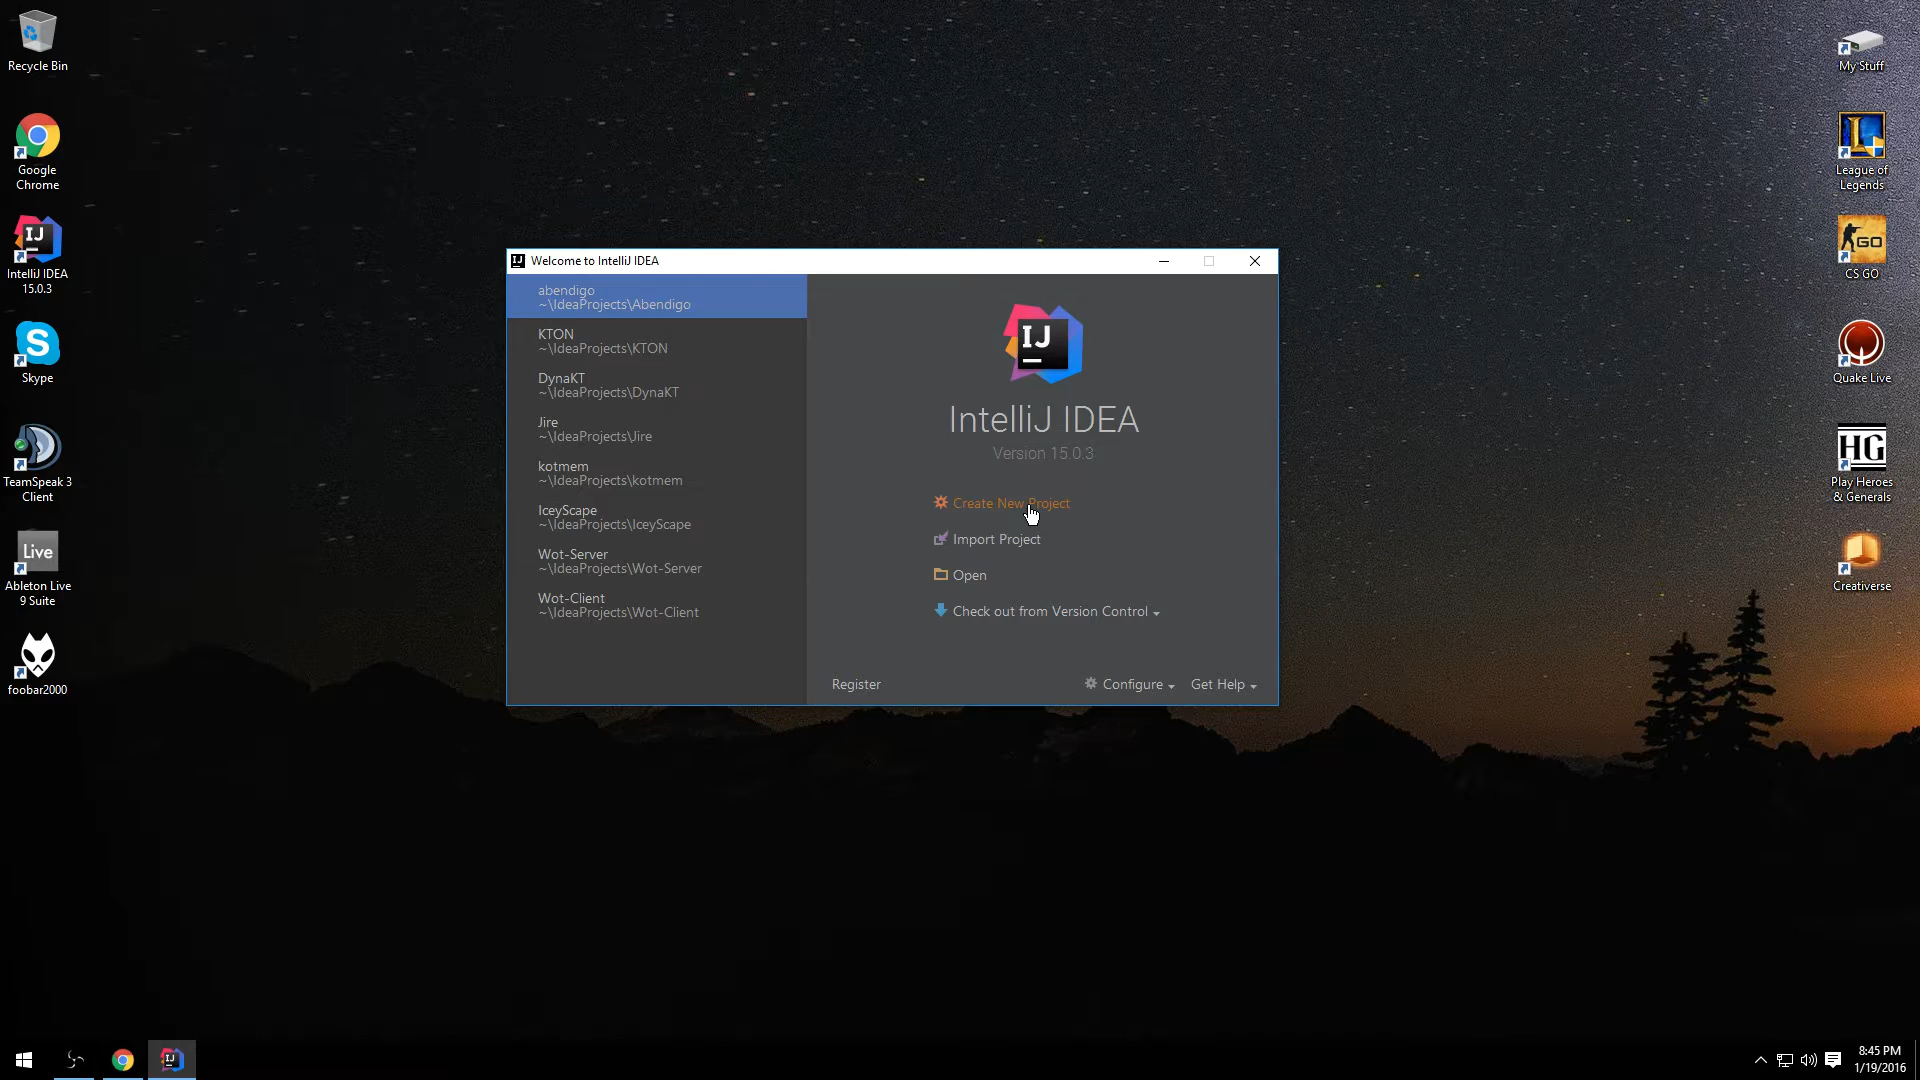 Recycle Bin
Google
Chrome
IJ
IntelliJ IDEA
15.0.3
S
Skype
TeamSpeak 3
Client
Live
Ableton Live
9 Suite
foobar2000
IJ Welcome to IntelliJ IDEA
abendigo
~\IdeaProjects\Abendigo
KTON
~\IdeaProjects\KTON
DynaKT
~\IdeaProjects\DynaKT
Jire
~\IdeaProjects\Jire
kotmem
~\IdeaProjects\kotmem
IceyScape
~\IdeaProjects\IceyScape
Wot-Server
~\IdeaProjects\Wot-Server
Wot-Client
~\IdeaProjects\Wot-Client
IJ
IntelliJ IDEA
Version 15.0.3
Create New Project
Import Project
Open
Check out from Version Control
Register
Configure
Get Help
My Stuff
L
League of
Legends
GO
CS GO
Quake Live
HG
Play Heroes
& Generals
Creativerse
IJ
8:45 PM
1/19/2016